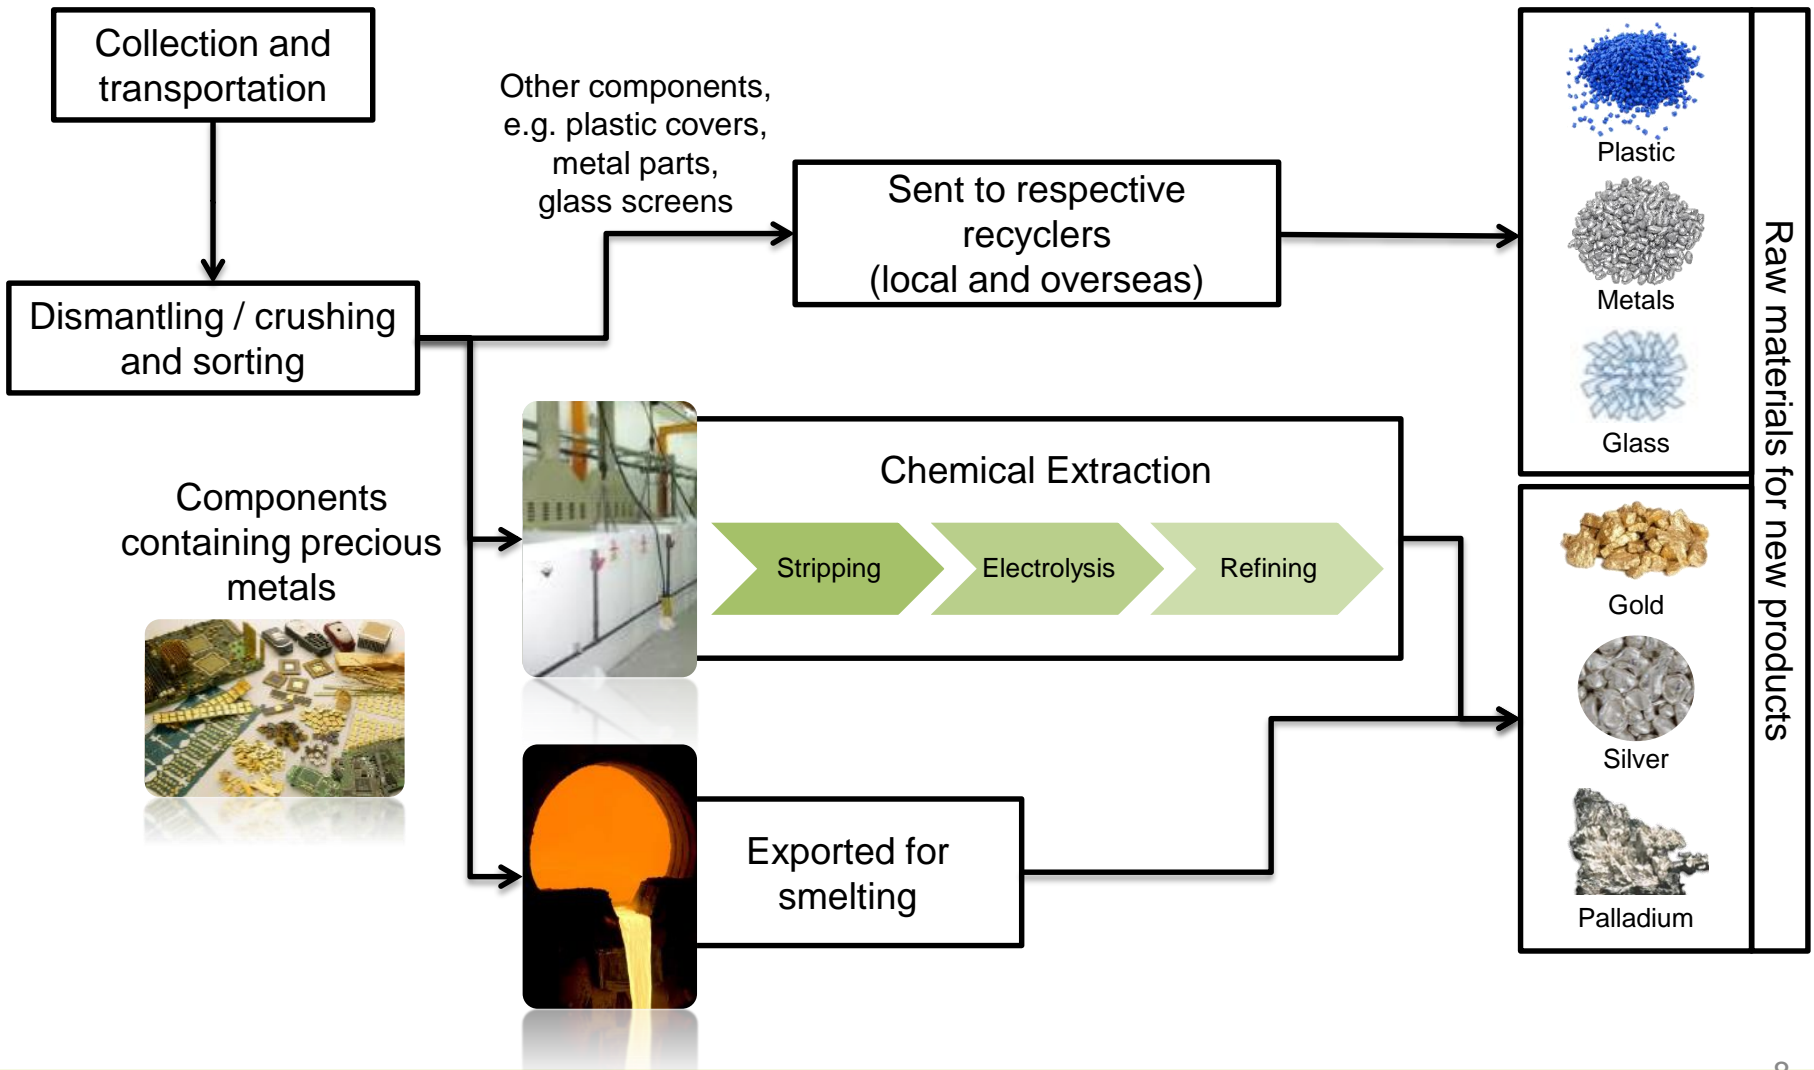 Collection and
transportation
Other components,
e.g. plastic covers,
metal parts,
glass screens
Sent to respective
recyclers
(local and overseas)
Dismantling / crushing
and sorting
Components
containing precious
metals
Chemical Extraction
Stripping
Electrolysis
Refining
Exported for
smelting
Plastic
Metals
Glass
Gold
Silver
Palladium
Raw materials for new products